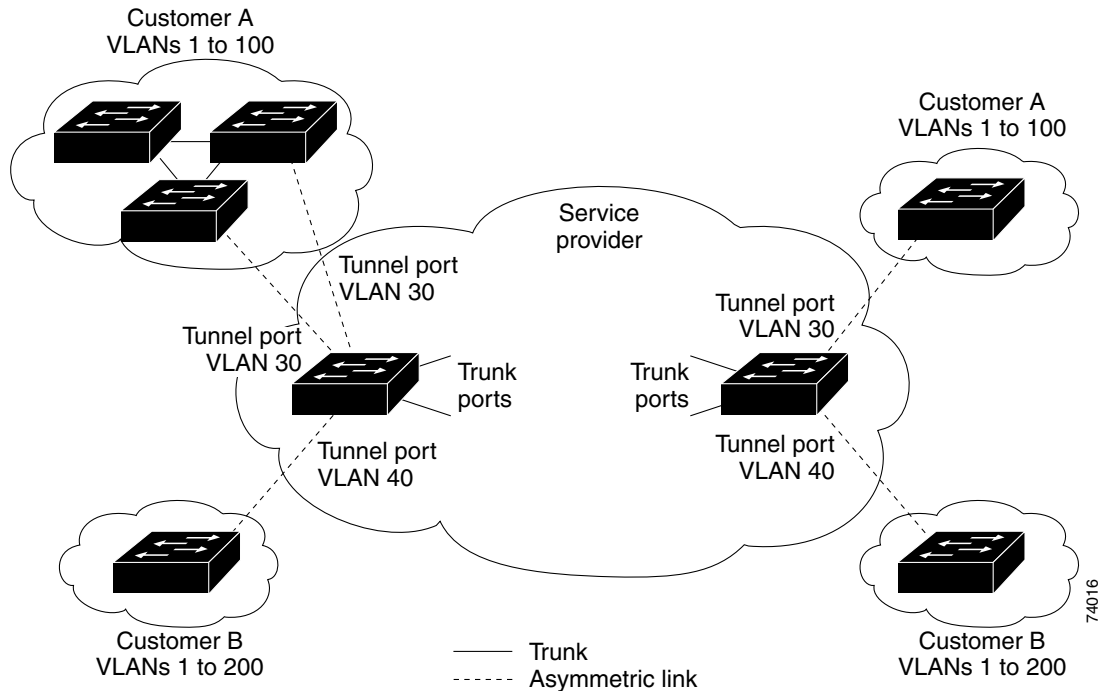 Customer A
VLANs 1 to 100
Customer A
VLANs 1 to 100
Service
provider
Tunnel port
VLAN 30
Tunnel port
VLAN 30
Tunnel port
VLAN 30
Trunk
ports
Trunk
ports
Tunnel port
VLAN 40
Tunnel port
VLAN 40
Customer B
VLANs 1 to 200
Customer B
VLANs 1 to 200
74016
Trunk
Asymmetric link